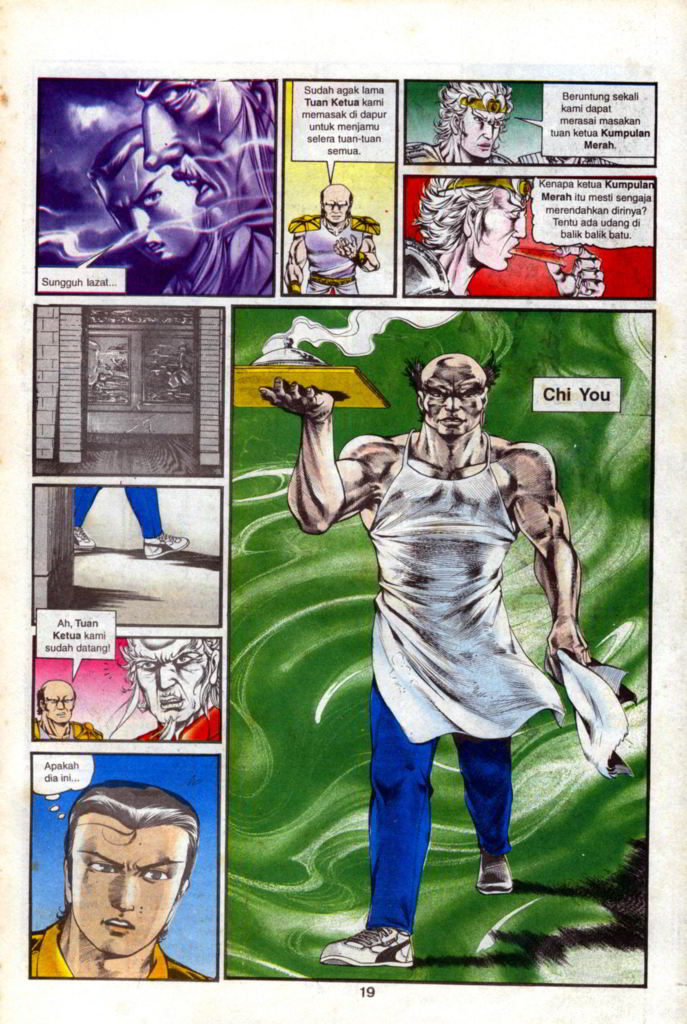 Sungguh lazat...
Sudah agak lama
Tuan Ketua kami
memasak di dapur
untuk menjamu
selera tuan-tuan
semua.
Beruntung sekali
kami dapat
merasai masakan
tuan ketua Kumpulan
Merah.
Kenapa ketua Kumpulan
Merah itu mesti sengaja
merendahkan dirinya?
Tentu ada udang di
balik balik batu.
Chi You
Ah, Tuan
Ketua kami
sudah datang!
Apakah
dia ini...
19